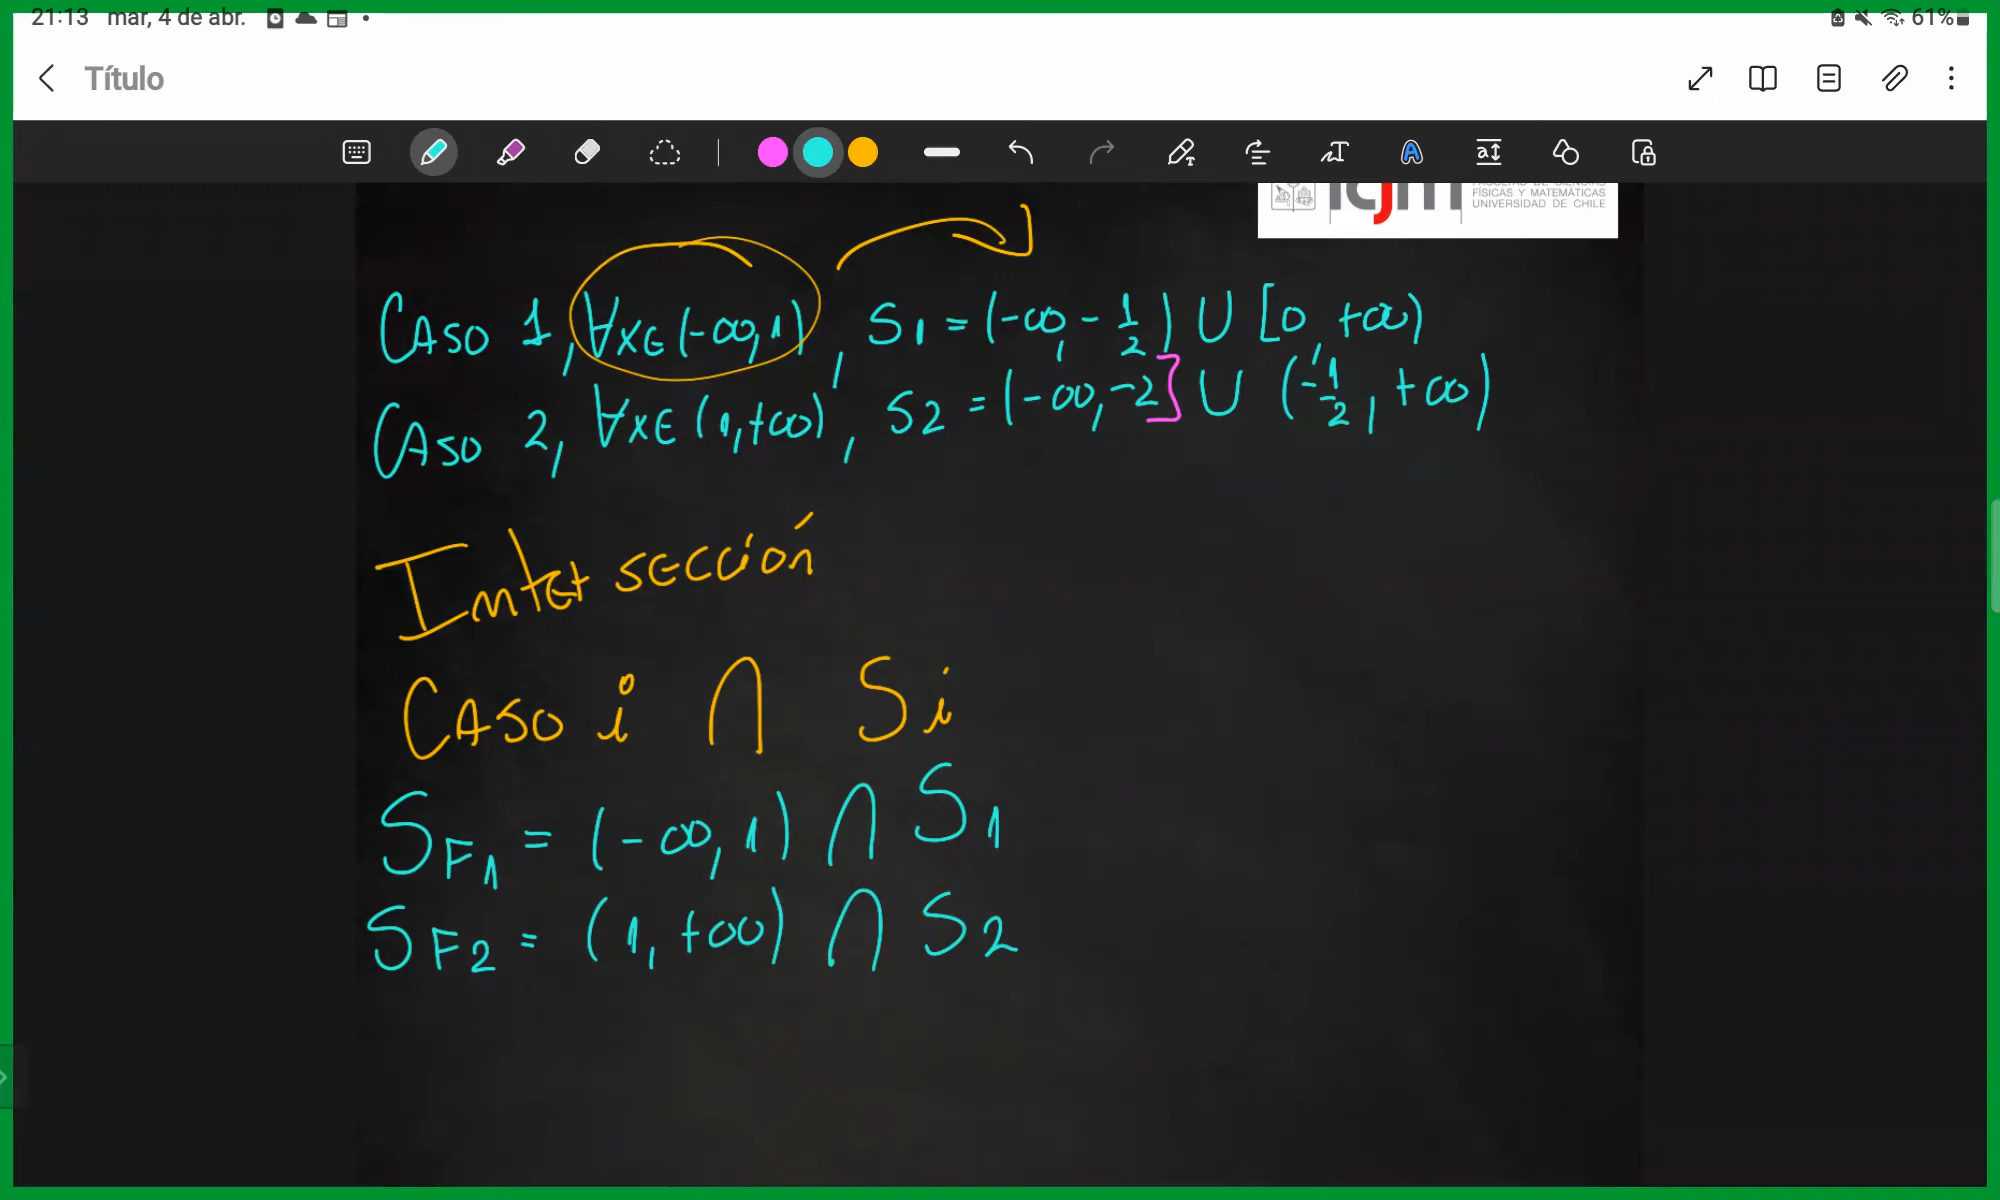 21:13 mar, 4 de abr. 61%
Título
FÍSICAS Y MATEMÁTICAS
UNIVERSIDAD DE CHILE
CASO 1, ∀x∈(-∞,1), S1 = (-∞, -1/2) ∪ [0, +∞)
CASO 2, ∀x∈(1,+∞), S2 = (-∞, -2] ∪ (-1/2, +∞)
Intersección
CASO i ∩ Si
SF1 = (-∞, 1) ∩ S1
SF2 = (1, +∞) ∩ S2